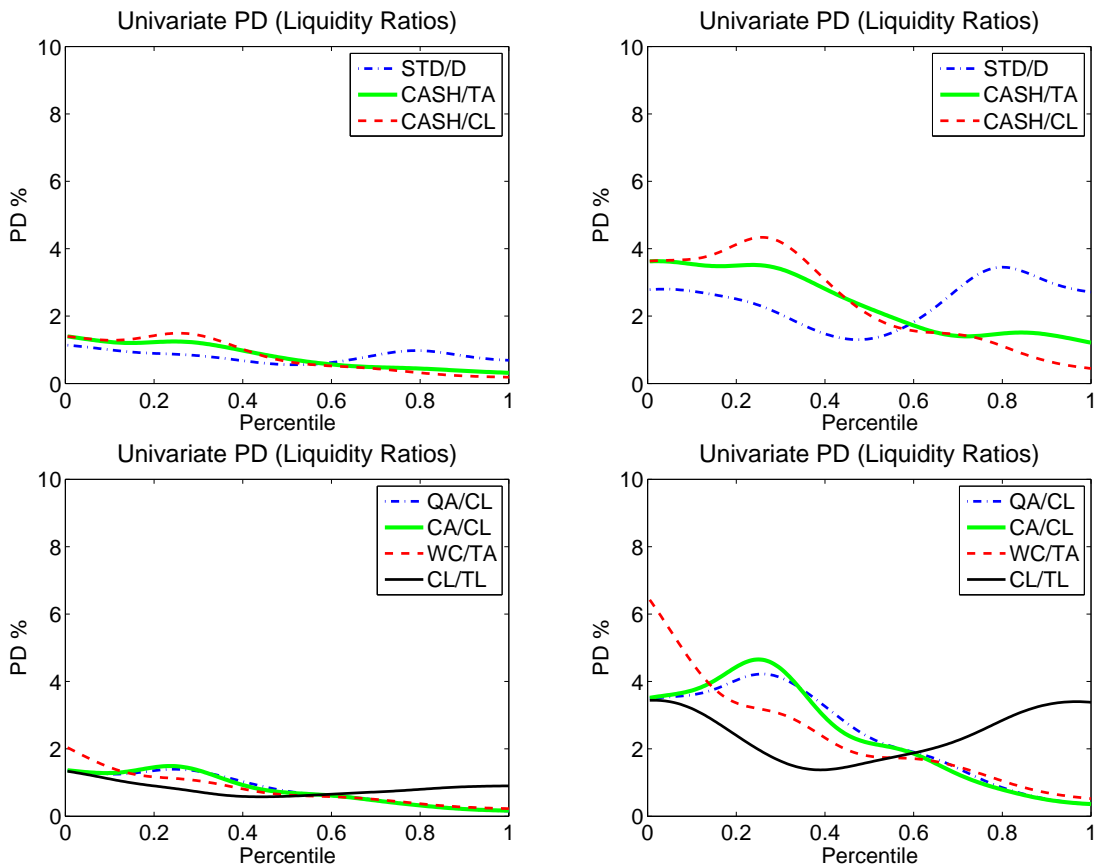 Univariate PD (Liquidity Ratios)
10
8
6
4
2
0
PD %
STD/D
CASH/TA
CASH/CL
0 0.2 0.4 0.6 0.8 1
Percentile
Univariate PD (Liquidity Ratios)
10
8
6
4
2
0
PD %
STD/D
CASH/TA
CASH/CL
0 0.2 0.4 0.6 0.8 1
Percentile
Univariate PD (Liquidity Ratios)
10
8
6
4
2
0
PD %
QA/CL
CA/CL
WC/TA
CL/TL
0 0.2 0.4 0.6 0.8 1
Percentile
Univariate PD (Liquidity Ratios)
10
8
6
4
2
0
PD %
QA/CL
CA/CL
WC/TA
CL/TL
0 0.2 0.4 0.6 0.8 1
Percentile